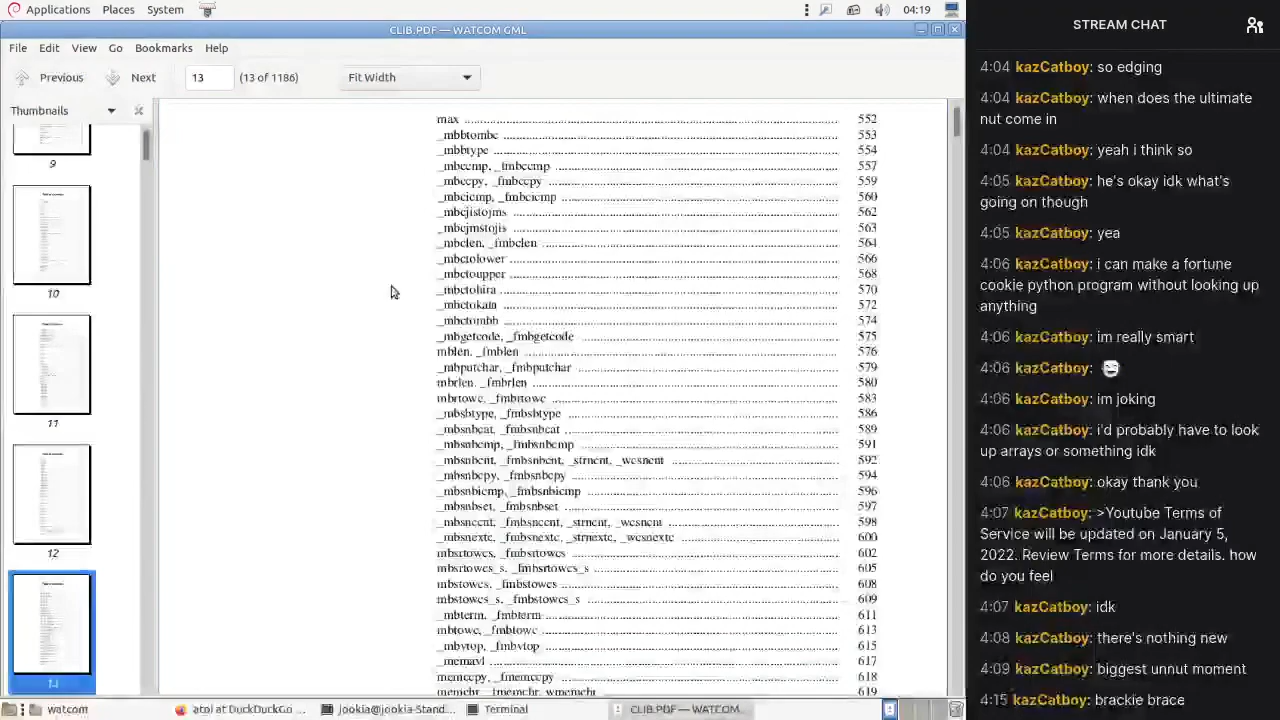 Applications Places System 04:19
CLIB.PDF — WATCOM GML
File Edit View Go Bookmarks Help
Previous Next 13 (13 of 1186) Fit Width
Thumbnails
9
10
11
12
max 552
_mbbtombc 553
_mbbtype 554
_mbccmp, _fmbccmp 557
_mbccpy, _fmbccpy 559
_mbcicmp, _fmbcicmp 560
_mbcjistojms 562
_mbcjmstojis 563
_mbclen, _fmbclen 564
_mbctolower 566
_mbctoupper 568
_mbctohira 570
_mbctokata 572
_mbctombb 574
_mbgetcode, _fmbgetcode 575
mblen, _fmblen 576
_mbputchar, _fmbputchar 579
mbrlen, _fmbrlen 580
mbrtowc, _fmbrtowc 583
_mbsbtype, _fmbsbtype 586
_mbsnbcat, _fmbsnbcat 589
_mbsnbcmp, _fmbsnbcmp 591
_mbsnbcnt, _fmbsnbcnt, _strncnt, _wcsncnt 592
_mbsnbcpy, _fmbsnbcpy 594
_mbsnbicmp, _fmbsnbicmp 596
_mbsnbset, _fmbsnbset 597
_mbsnccnt, _fmbsnccnt, _strncnt, _wcsncnt 598
_mbsnextc, _fmbsnextc, _strnextc, _wcsnextc 600
mbsrtowcs, _fmbsrtowcs 602
mbsrtowcs_s, _fmbsrtowcs_s 605
mbstowcs, _fmbstowcs 608
mbstowcs_s, _fmbstowcs_s 609
_mbterm, _fmbterm 611
mbtowc, _fmbtowc 613
_mbvtop, _fmbvtop 615
_memavl 617
memccpy, _fmemccpy 618
memchr, _fmemchr, wmemchr 619
watcom atoi at DuckDuckGo ... jookia@jookia-Stand... Terminal CLIB.PDF — WATCOM...
STREAM CHAT
4:04 kazCatboy: so edging
4:04 kazCatboy: when does the ultimate
nut come in
4:04 kazCatboy: yeah i think so
4:05 kazCatboy: he's okay idk what's
going on though
4:05 kazCatboy: yea
4:06 kazCatboy: i can make a fortune
cookie python program without looking up
anything
4:06 kazCatboy: im really smart
4:06 kazCatboy:
4:06 kazCatboy: im joking
4:06 kazCatboy: i'd probably have to look
up arrays or something idk
4:06 kazCatboy: okay thank you
4:07 kazCatboy: >Youtube Terms of
Service will be updated on January 5,
2022. Review Terms for more details. how
do you feel
4:07 kazCatboy: idk
4:08 kazCatboy: there's nothing new
4:09 kazCatboy: biggest unnut moment
4:15 kazCatboy: brackie brace